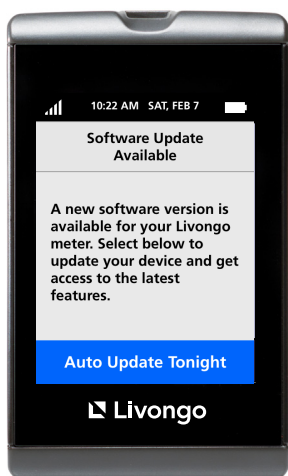 10:22 AM SAT, FEB 7
Software Update
Available
A new software version is
available for your Livongo
meter. Select below to
update your device and get
access to the latest
features.
Auto Update Tonight
Livongo